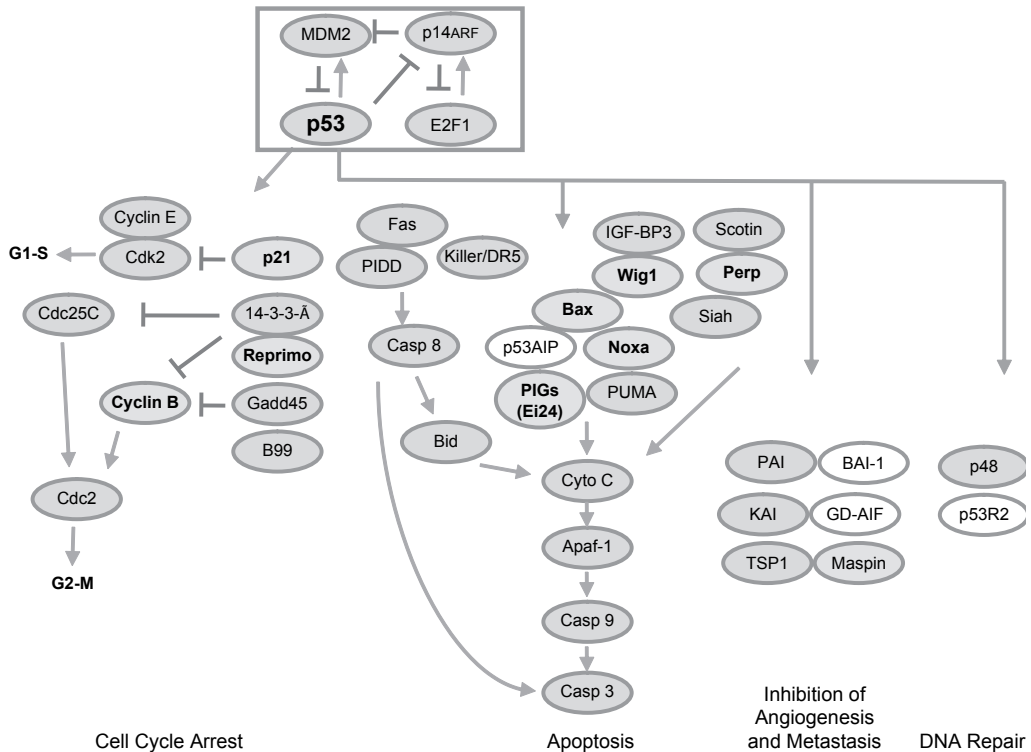 MDM2
p14ARF
p53
E2F1
Cyclin E
Cdk2
G1-S
p21
Cdc25C
14-3-3-Ã
Reprimo
Cyclin B
Gadd45
B99
Cdc2
G2-M
Fas
PIDD
Killer/DR5
Casp 8
Bid
IGF-BP3
Wig1
Bax
p53AIP
Noxa
PIGs
(Ei24)
PUMA
Scotin
Perp
Siah
Cyto C
Apaf-1
Casp 9
Casp 3
PAI
BAI-1
KAI
GD-AIF
TSP1
Maspin
p48
p53R2
Cell Cycle Arrest
Apoptosis
Inhibition of
Angiogenesis
and Metastasis
DNA Repair